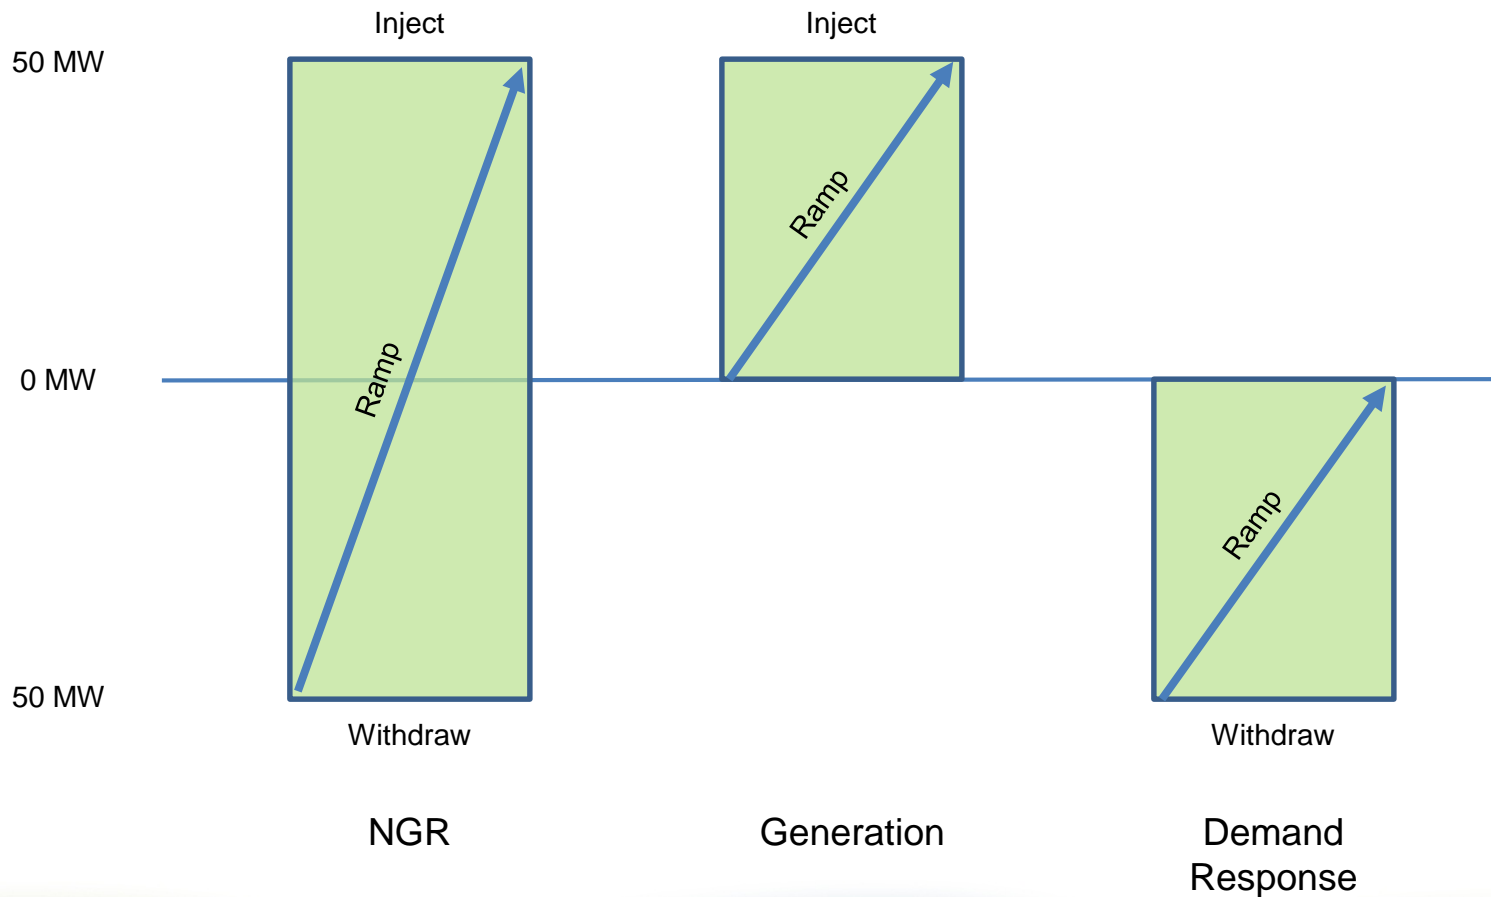 Inject
Inject
50 MW
Ramp
Ramp
0 MW
Ramp
50 MW
Withdraw
Withdraw
NGR
Generation
Demand
Response